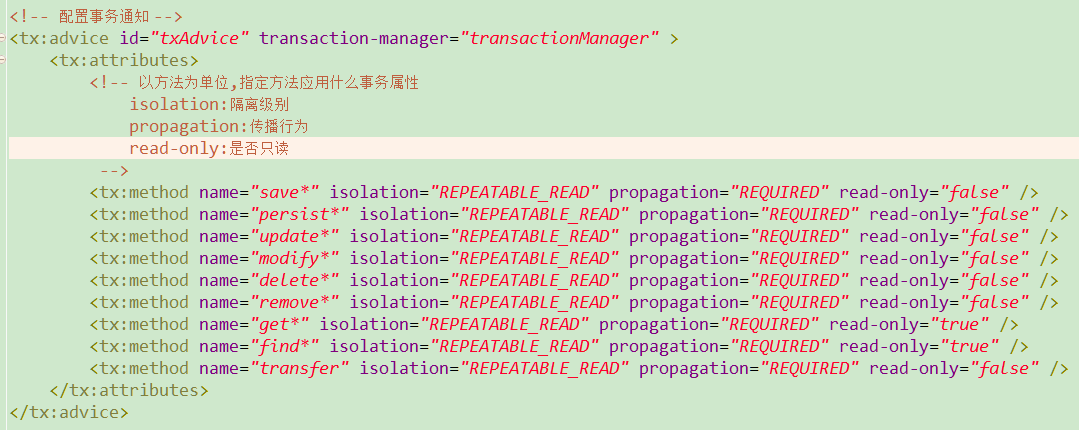 <!-- 配置事务通知 -->
<tx:advice id="txAdvice" transaction-manager="transactionManager" >
<tx:attributes>
<!-- 以方法为单位,指定方法应用什么事务属性
isolation:隔离级别
propagation:传播行为
read-only:是否只读
-->
<tx:method name="save*" isolation="REPEATABLE_READ" propagation="REQUIRED" read-only="false" />
<tx:method name="persist*" isolation="REPEATABLE_READ" propagation="REQUIRED" read-only="false" />
<tx:method name="update*" isolation="REPEATABLE_READ" propagation="REQUIRED" read-only="false" />
<tx:method name="modify*" isolation="REPEATABLE_READ" propagation="REQUIRED" read-only="false" />
<tx:method name="delete*" isolation="REPEATABLE_READ" propagation="REQUIRED" read-only="false" />
<tx:method name="remove*" isolation="REPEATABLE_READ" propagation="REQUIRED" read-only="false" />
<tx:method name="get*" isolation="REPEATABLE_READ" propagation="REQUIRED" read-only="true" />
<tx:method name="find*" isolation="REPEATABLE_READ" propagation="REQUIRED" read-only="true" />
<tx:method name="transfer" isolation="REPEATABLE_READ" propagation="REQUIRED" read-only="false" />
</tx:attributes>
</tx:advice>